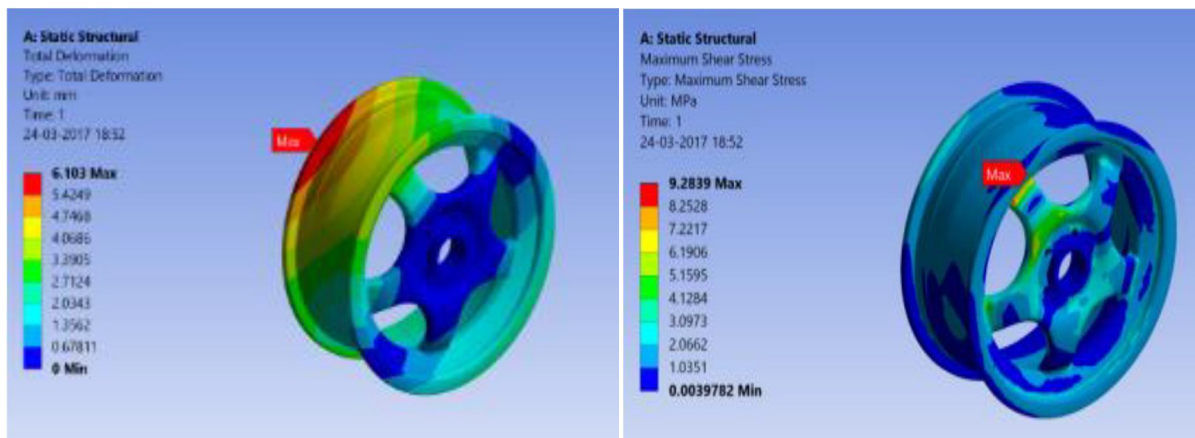 A: Static Structural
Total Deformation
Type: Total Deformation
Unit: mm
Time: 1
24-03-2017 18:52
6.103 Max
5.4249
4.7468
4.0686
3.3905
2.7124
2.0343
1.3562
0.67811
0 Min
Max
A: Static Structural
Maximum Shear Stress
Type: Maximum Shear Stress
Unit: MPa
Time: 1
24-03-2017 18:52
9.2839 Max
8.2528
7.2217
6.1906
5.1595
4.1284
3.0973
2.0662
1.0351
0.0039782 Min
Max